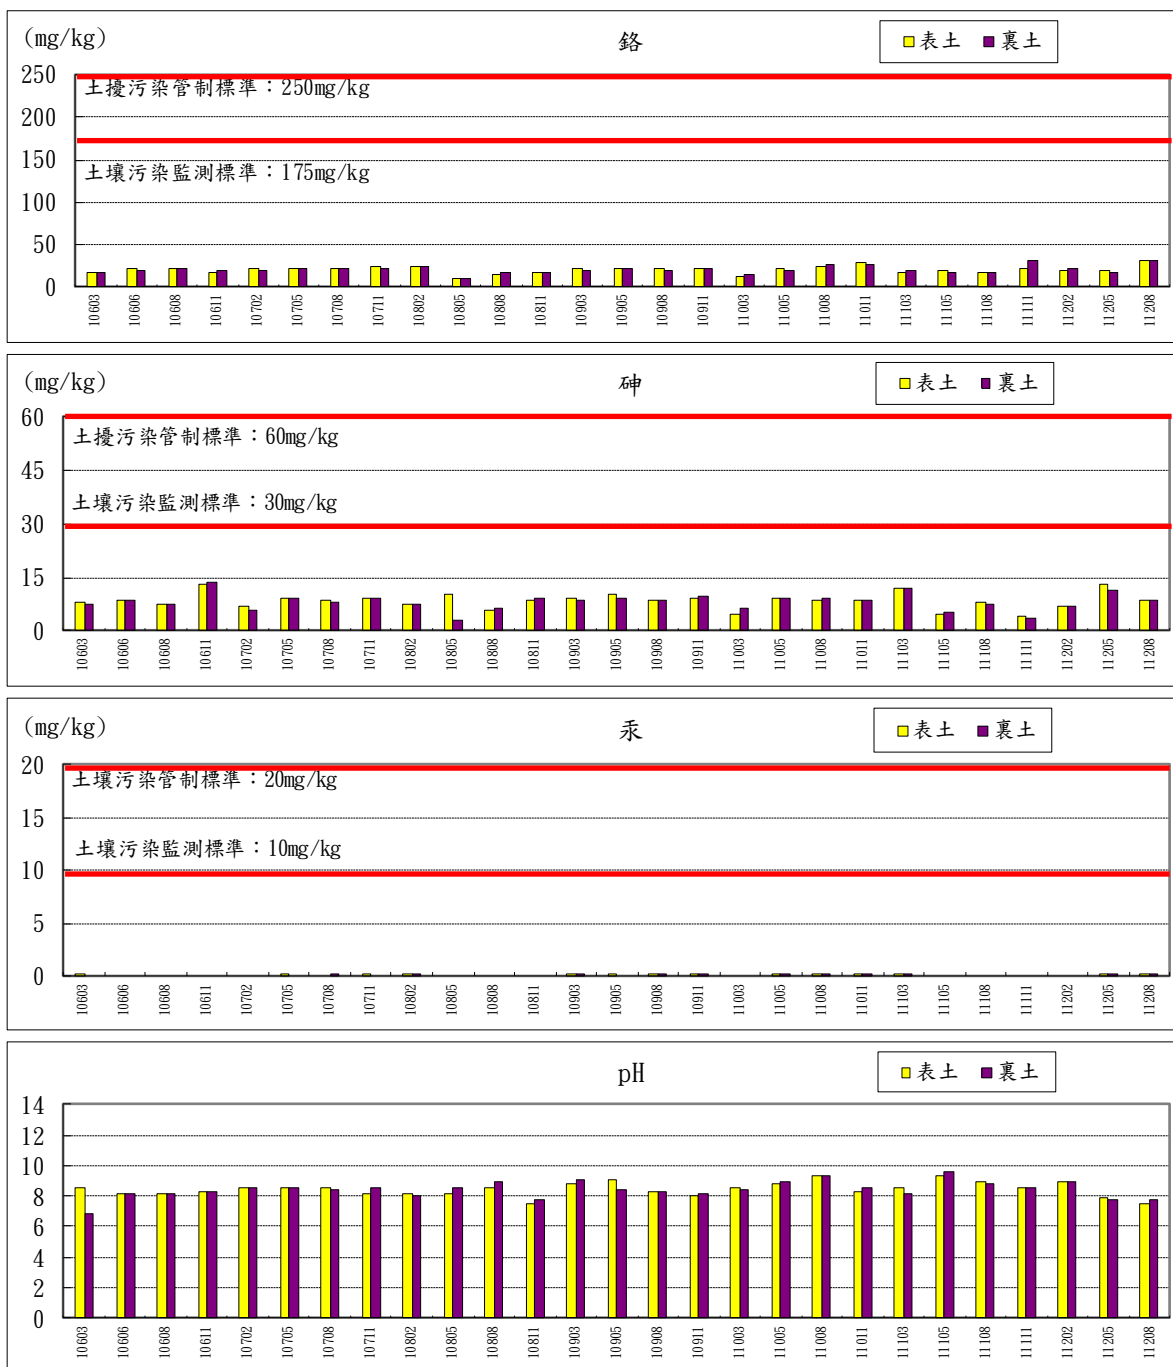 (mg/kg)
鉻
表土 裏土
250
土擾污染管制標準：250mg/kg
200
150
土壤污染監測標準：175mg/kg
100
50
0
10603 10606 10608 10611 10702 10705 10708 10711 10802 10805 10808 10811 10903 10905 10908 10911 11003 11005 11008 11011 11103 11105 11108 11111 11202 11205 11208
(mg/kg)
砷
表土 裏土
60
土擾污染管制標準：60mg/kg
45
土壤污染監測標準：30mg/kg
30
15
0
10603 10606 10608 10611 10702 10705 10708 10711 10802 10805 10808 10811 10903 10905 10908 10911 11003 11005 11008 11011 11103 11105 11108 11111 11202 11205 11208
(mg/kg)
汞
表土 裏土
20
土壤污染管制標準：20mg/kg
15
土壤污染監測標準：10mg/kg
10
5
0
10603 10606 10608 10611 10702 10705 10708 10711 10802 10805 10808 10811 10903 10905 10908 10911 11003 11005 11008 11011 11103 11105 11108 11111 11202 11205 11208
pH
表土 裏土
14
12
10
8
6
4
2
0
10603 10606 10608 10611 10702 10705 10708 10711 10802 10805 10808 10811 10903 10905 10908 10911 11003 11005 11008 11011 11103 11105 11108 11111 11202 11205 11208